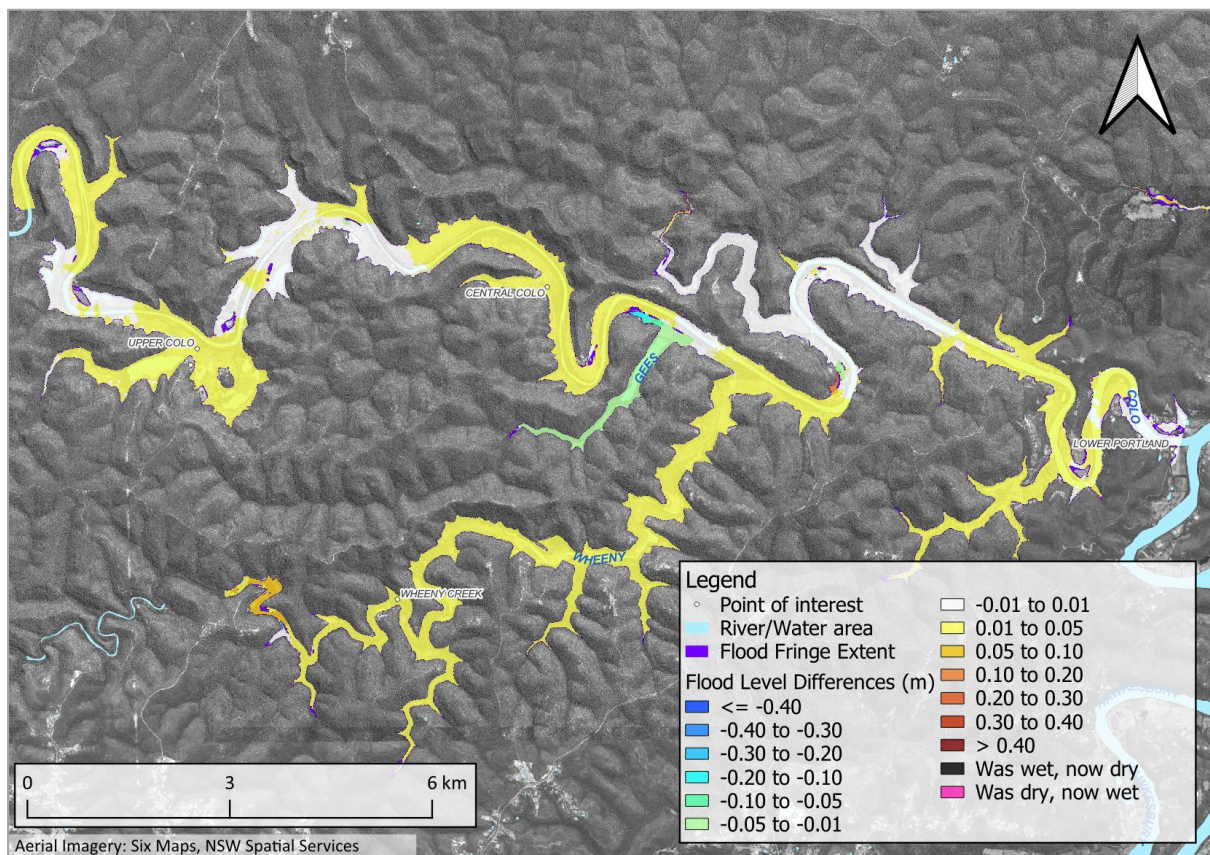 CENTRAL COLO
UPPER COLO
GEES
COLO
LOWER PORTLAND
WHEENY
WHEENY CREEK
Legend
Point of interest
River/Water area
Flood Fringe Extent
Flood Level Differences (m)
<= -0.40
-0.40 to -0.30
-0.30 to -0.20
-0.20 to -0.10
-0.10 to -0.05
-0.05 to -0.01
-0.01 to 0.01
0.01 to 0.05
0.05 to 0.10
0.10 to 0.20
0.20 to 0.30
0.30 to 0.40
> 0.40
Was wet, now dry
Was dry, now wet
0 3 6 km
Aerial Imagery: Six Maps, NSW Spatial Services